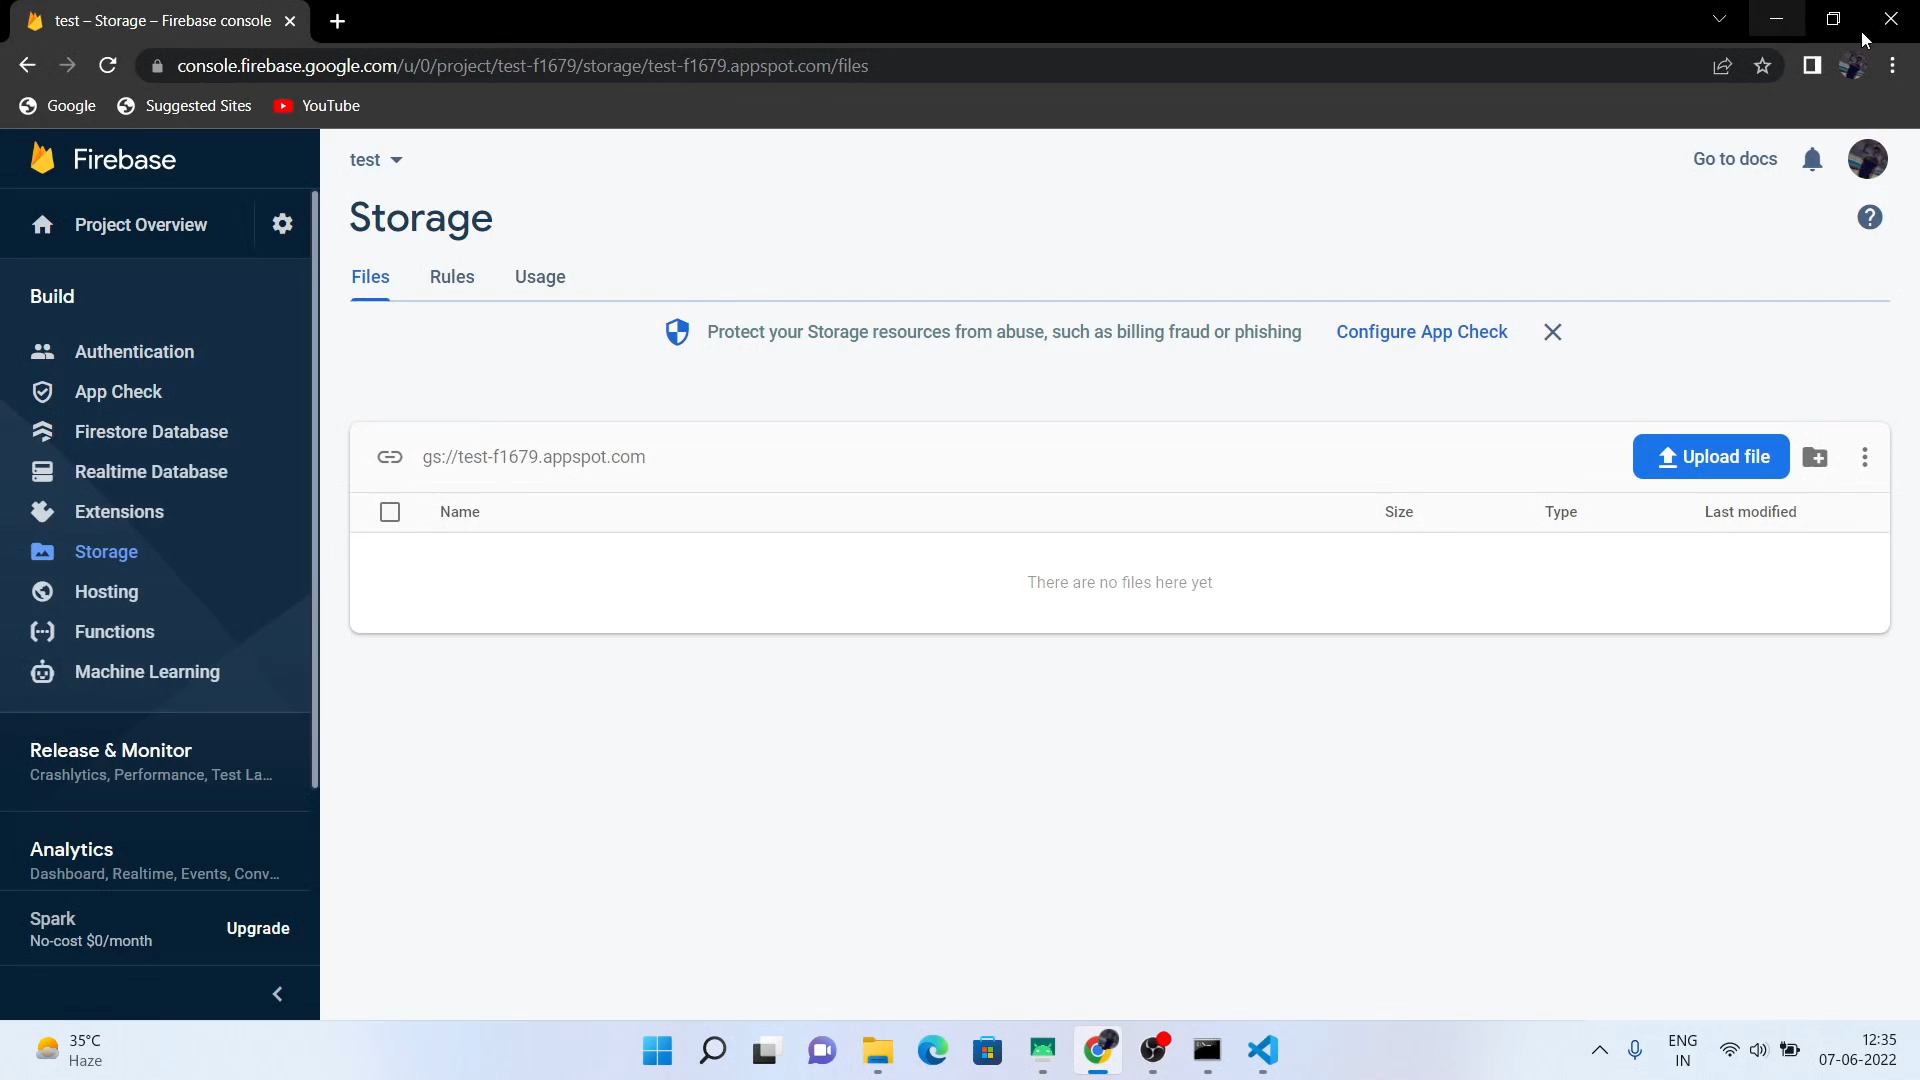 test – Storage – Firebase console
console.firebase.google.com/u/0/project/test-f1679/storage/test-f1679.appspot.com/files
Google Suggested Sites YouTube
Firebase
test
Go to docs
Project Overview
Storage
Files Rules Usage
Build
Protect your Storage resources from abuse, such as billing fraud or phishing Configure App Check
Authentication
App Check
Firestore Database
Realtime Database
Extensions
Storage
Hosting
Functions
Machine Learning
gs://test-f1679.appspot.com
Upload file
Name Size Type Last modified
There are no files here yet
Release & Monitor
Crashlytics, Performance, Test La...
Analytics
Dashboard, Realtime, Events, Conv...
Spark
No-cost $0/month
Upgrade
35°C
Haze
ENG
IN
12:35
07-06-2022